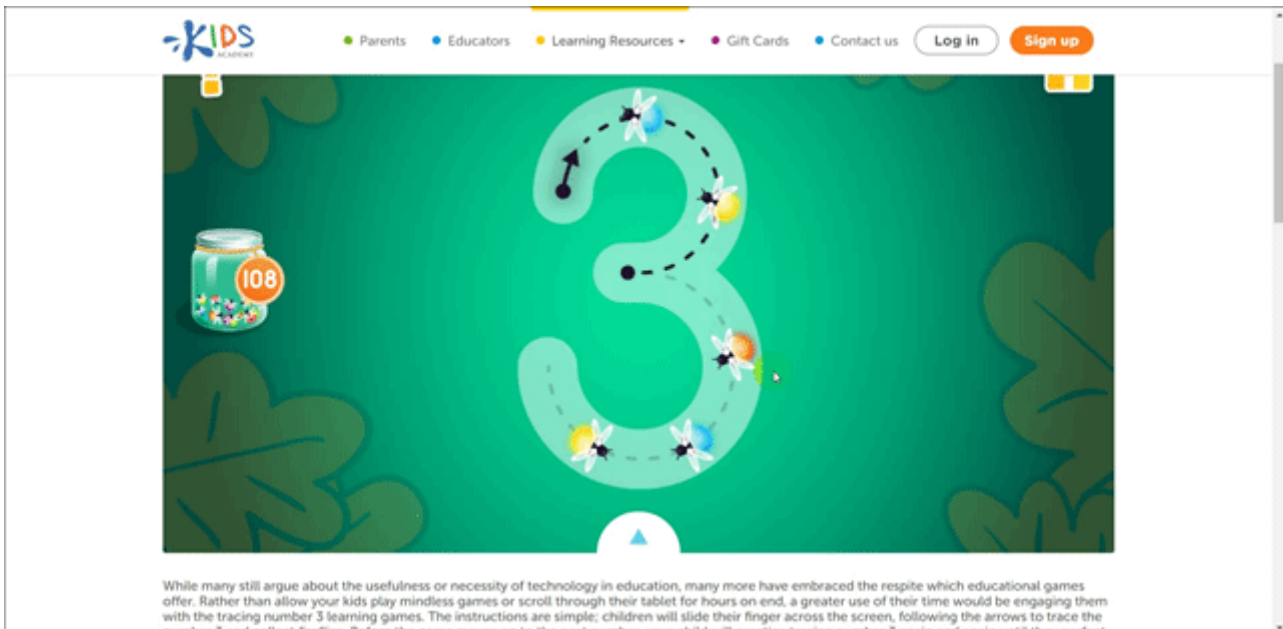 KIDS
ACADEMY
Parents
Educators
Learning Resources
Gift Cards
Contact us
Log in
Sign up
3
108
While many still argue about the usefulness or necessity of technology in education, many more have embraced the respite which educational games
offer. Rather than allow your kids play mindless games or scroll through their tablet for hours on end, a greater use of their time would be engaging them
with the tracing number 3 learning games. The instructions are simple; children will slide their finger across the screen, following the arrows to trace the